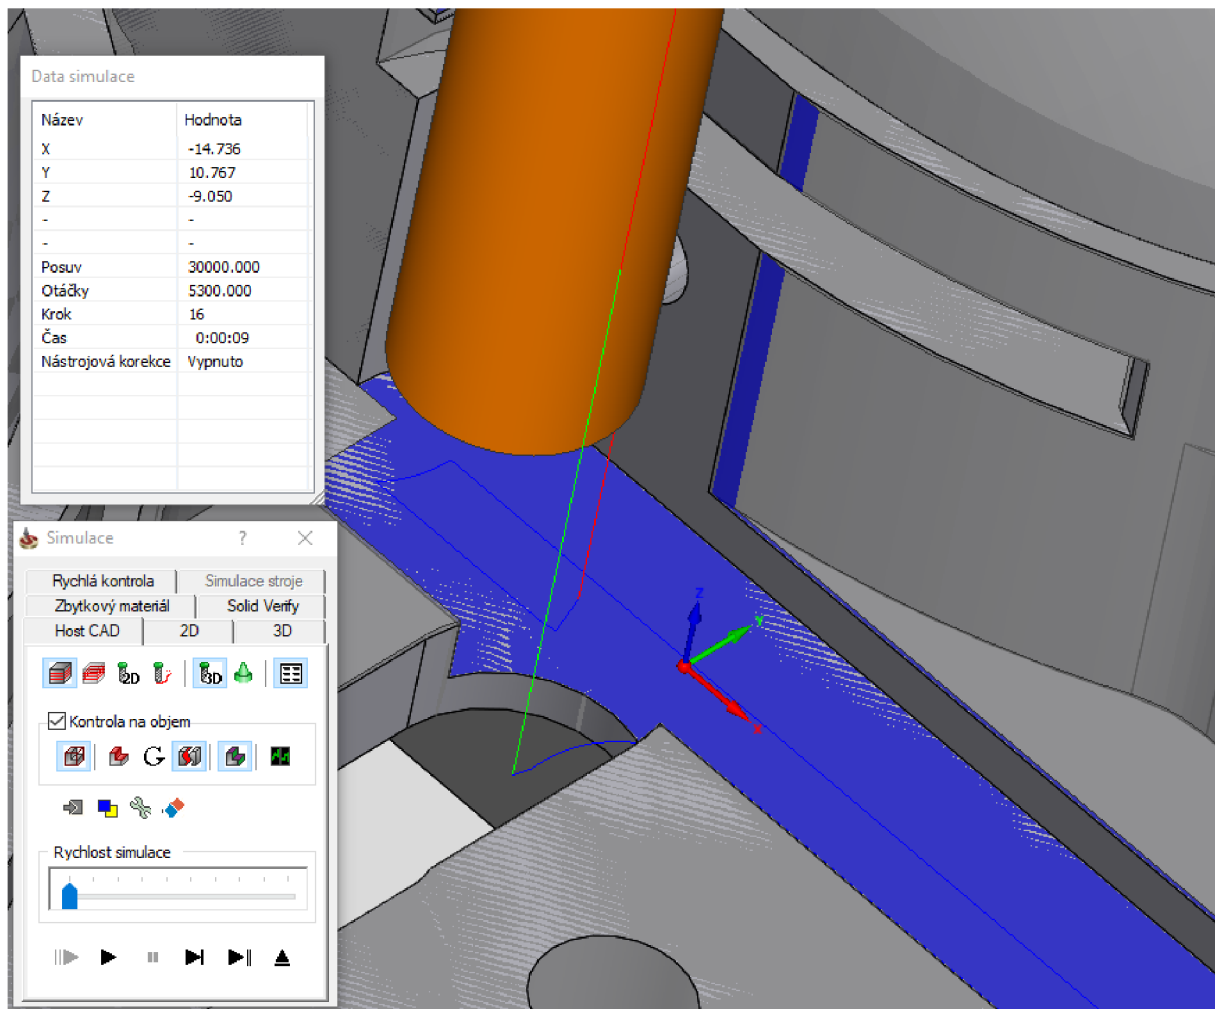 Data simulace
Název Hodnota
X -14.736
Y 10.767
Z -9.050
- -
- -
Posuv 30000.000
Otáčky 5300.000
Krok 16
Čas 0:00:09
Nástrojová korekce Vypnuto
Simulace ?
Rychlá kontrola Simulace stroje
Zbytkový materiál Solid Verify
Host CAD 2D 3D
2D 3D
Kontrola na objem
Rychlost simulace
Z
Y
X